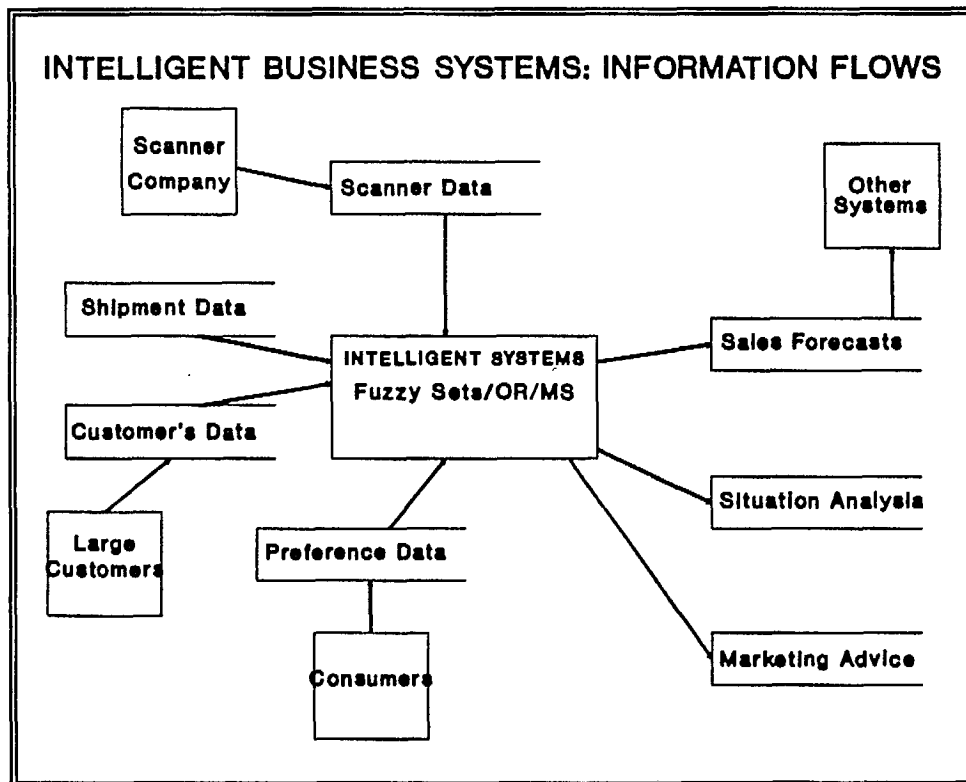 INTELLIGENT BUSINESS SYSTEMS: INFORMATION FLOWS
Scanner
Company
Scanner Data
Other
Systems
Shipment Data
INTELLIGENT SYSTEMS
Fuzzy Sets/OR/MS
Sales Forecasts
Customer's Data
Situation Analysis
Large
Customers
Preference Data
Marketing Advice
Consumers